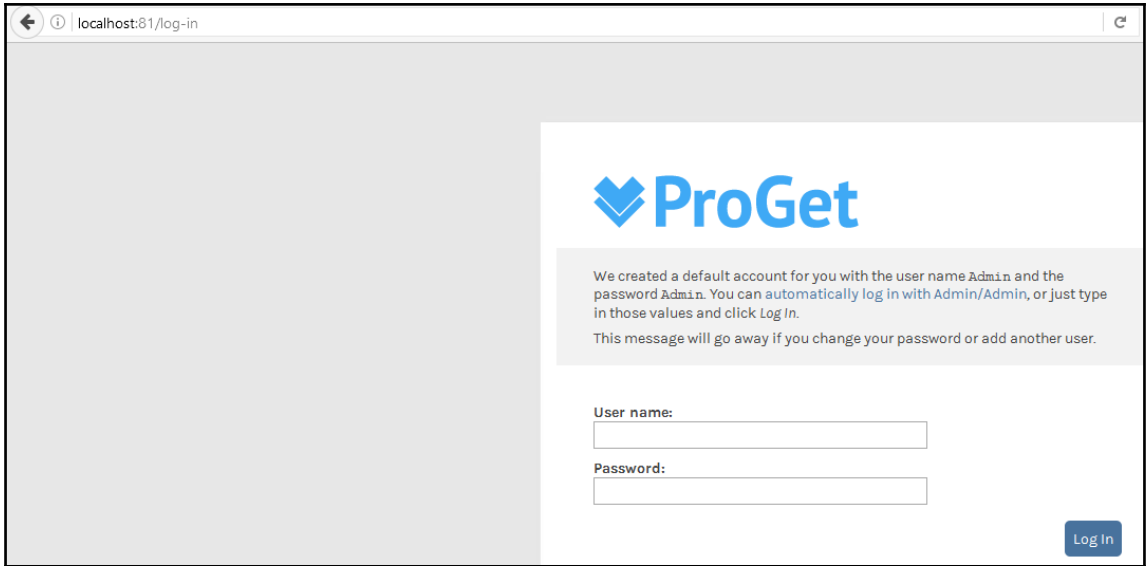 localhost:81/log-in
ProGet
We created a default account for you with the user name Admin and the
password Admin. You can automatically log in with Admin/Admin, or just type
in those values and click Log In.
This message will go away if you change your password or add another user.
User name:
Password:
Log In